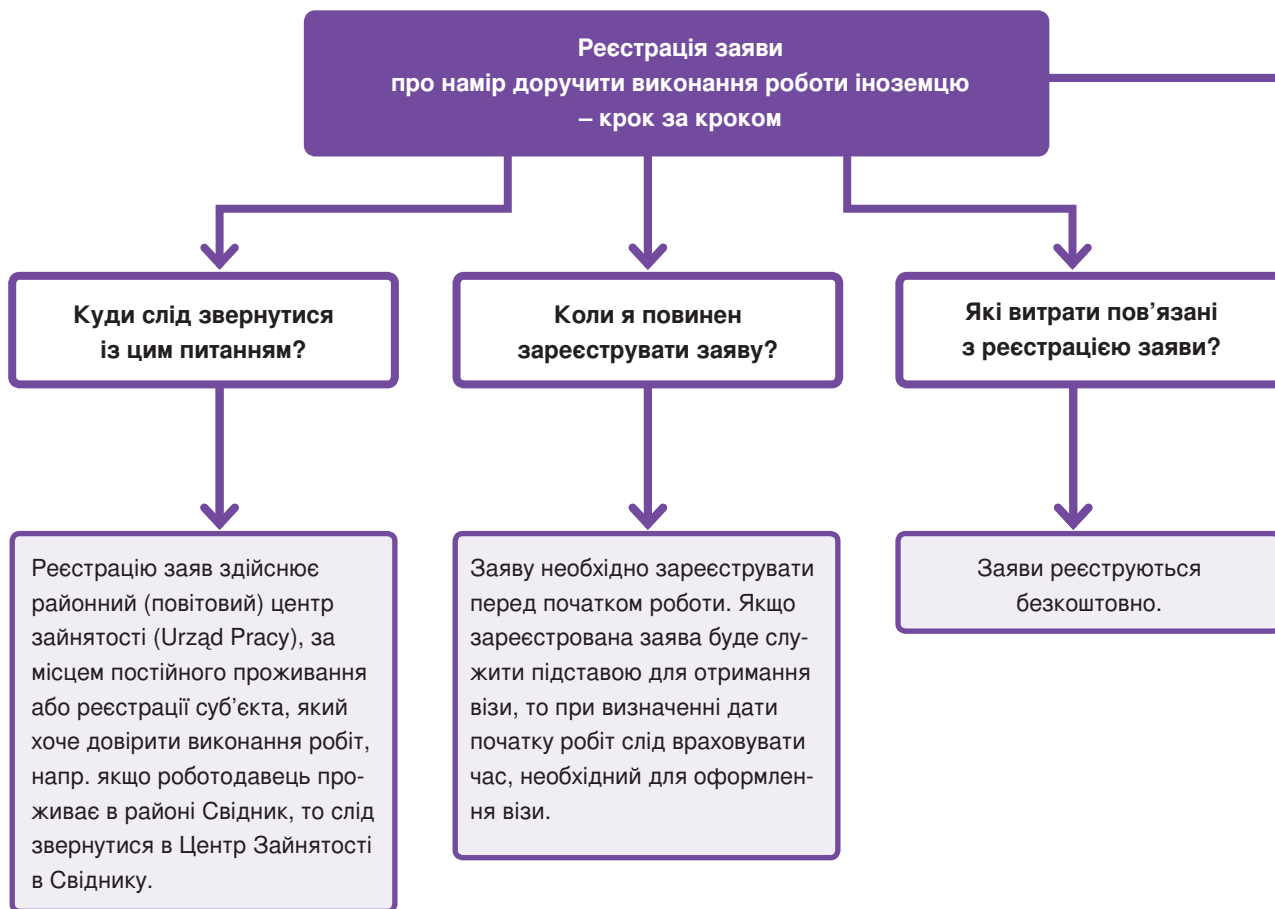 Реєстрація заяви
про намір доручити виконання роботи іноземцю
– крок за кроком
Куди слід звернутися
із цим питанням?
Коли я повинен
зареєструвати заяву?
Які витрати пов’язані
з реєстрацією заяви?
Реєстрацію заяв здійснює
районний (повітовий) центр
зайнятості (Urząd Pracy), за
місцем постійного проживання
або реєстрації суб’єкта, який
хоче довірити виконання робіт,
напр. якщо роботодавець про-
живає в районі Свідник, то слід
звернутися в Центр Зайнятості
в Свіднику.
Заяву необхідно зареєструвати
перед початком роботи. Якщо
зареєстрована заява буде слу-
жити підставою для отримання
візи, то при визначенні дати
початку робіт слід враховувати
час, необхідний для оформлен-
ня візи.
Заяви реєструються
безкоштовно.